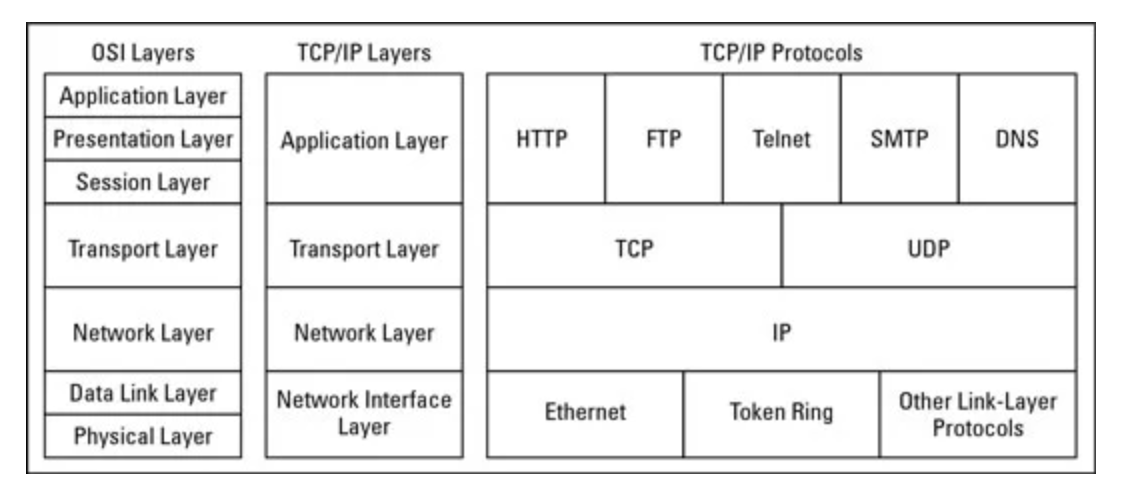 OSI Layers
TCP/IP Layers
TCP/IP Protocols
Application Layer
Presentation Layer
Session Layer
Transport Layer
Network Layer
Data Link Layer
Physical Layer
Application Layer
Transport Layer
Network Layer
Network Interface
Layer
HTTP
FTP
Telnet
SMTP
DNS
TCP
UDP
IP
Ethernet
Token Ring
Other Link-Layer
Protocols